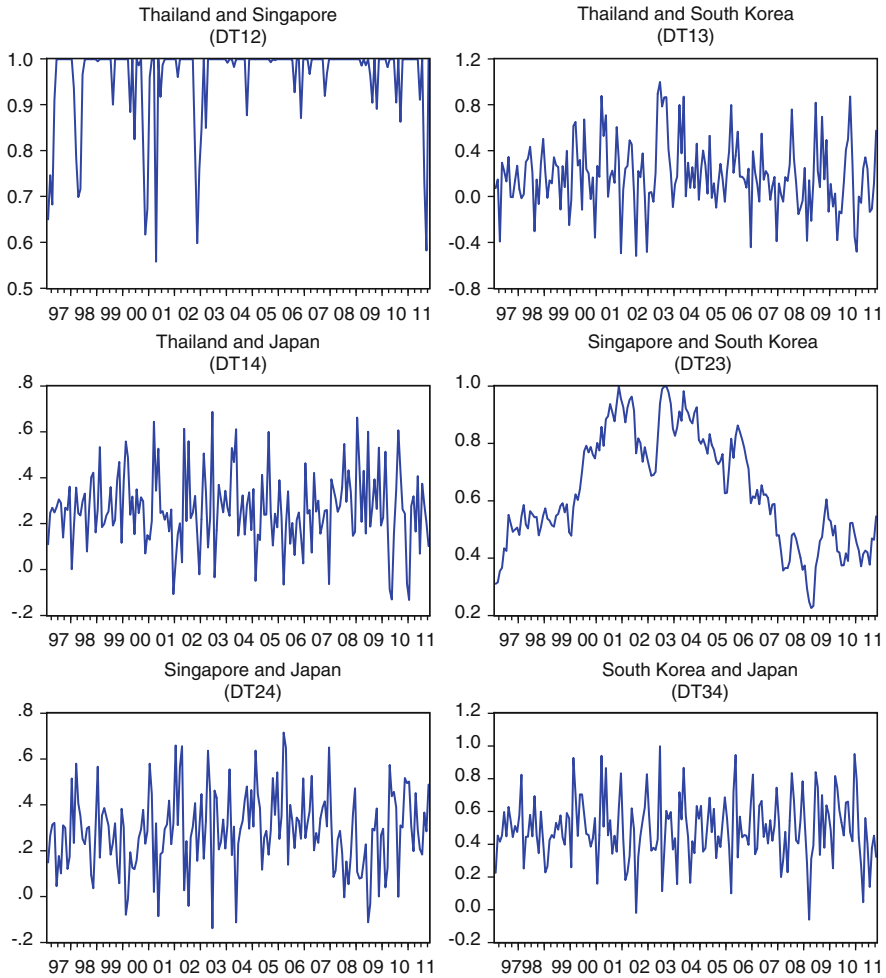 Thailand and Singapore
(DT12)
1.0
0.9
0.8
0.7
0.6
0.5
97 98 99 00 01 02 03 04 05 06 07 08 09 10 11
Thailand and South Korea
(DT13)
1.2
0.8
0.4
0.0
-0.4
-0.8
97 98 99 00 01 02 03 04 05 06 07 08 09 10 11
Thailand and Japan
(DT14)
.8
.6
.4
.2
.0
-.2
97 98 99 00 01 02 03 04 05 06 07 08 09 10 11
Singapore and South Korea
(DT23)
1.0
0.8
0.6
0.4
0.2
97 98 99 00 01 02 03 04 05 06 07 08 09 10 11
Singapore and Japan
(DT24)
.8
.6
.4
.2
.0
-.2
97 98 99 00 01 02 03 04 05 06 07 08 09 10 11
South Korea and Japan
(DT34)
1.2
1.0
0.8
0.6
0.4
0.2
0.0
-0.2
9798 99 00 01 02 03 04 05 06 07 08 09 10 11